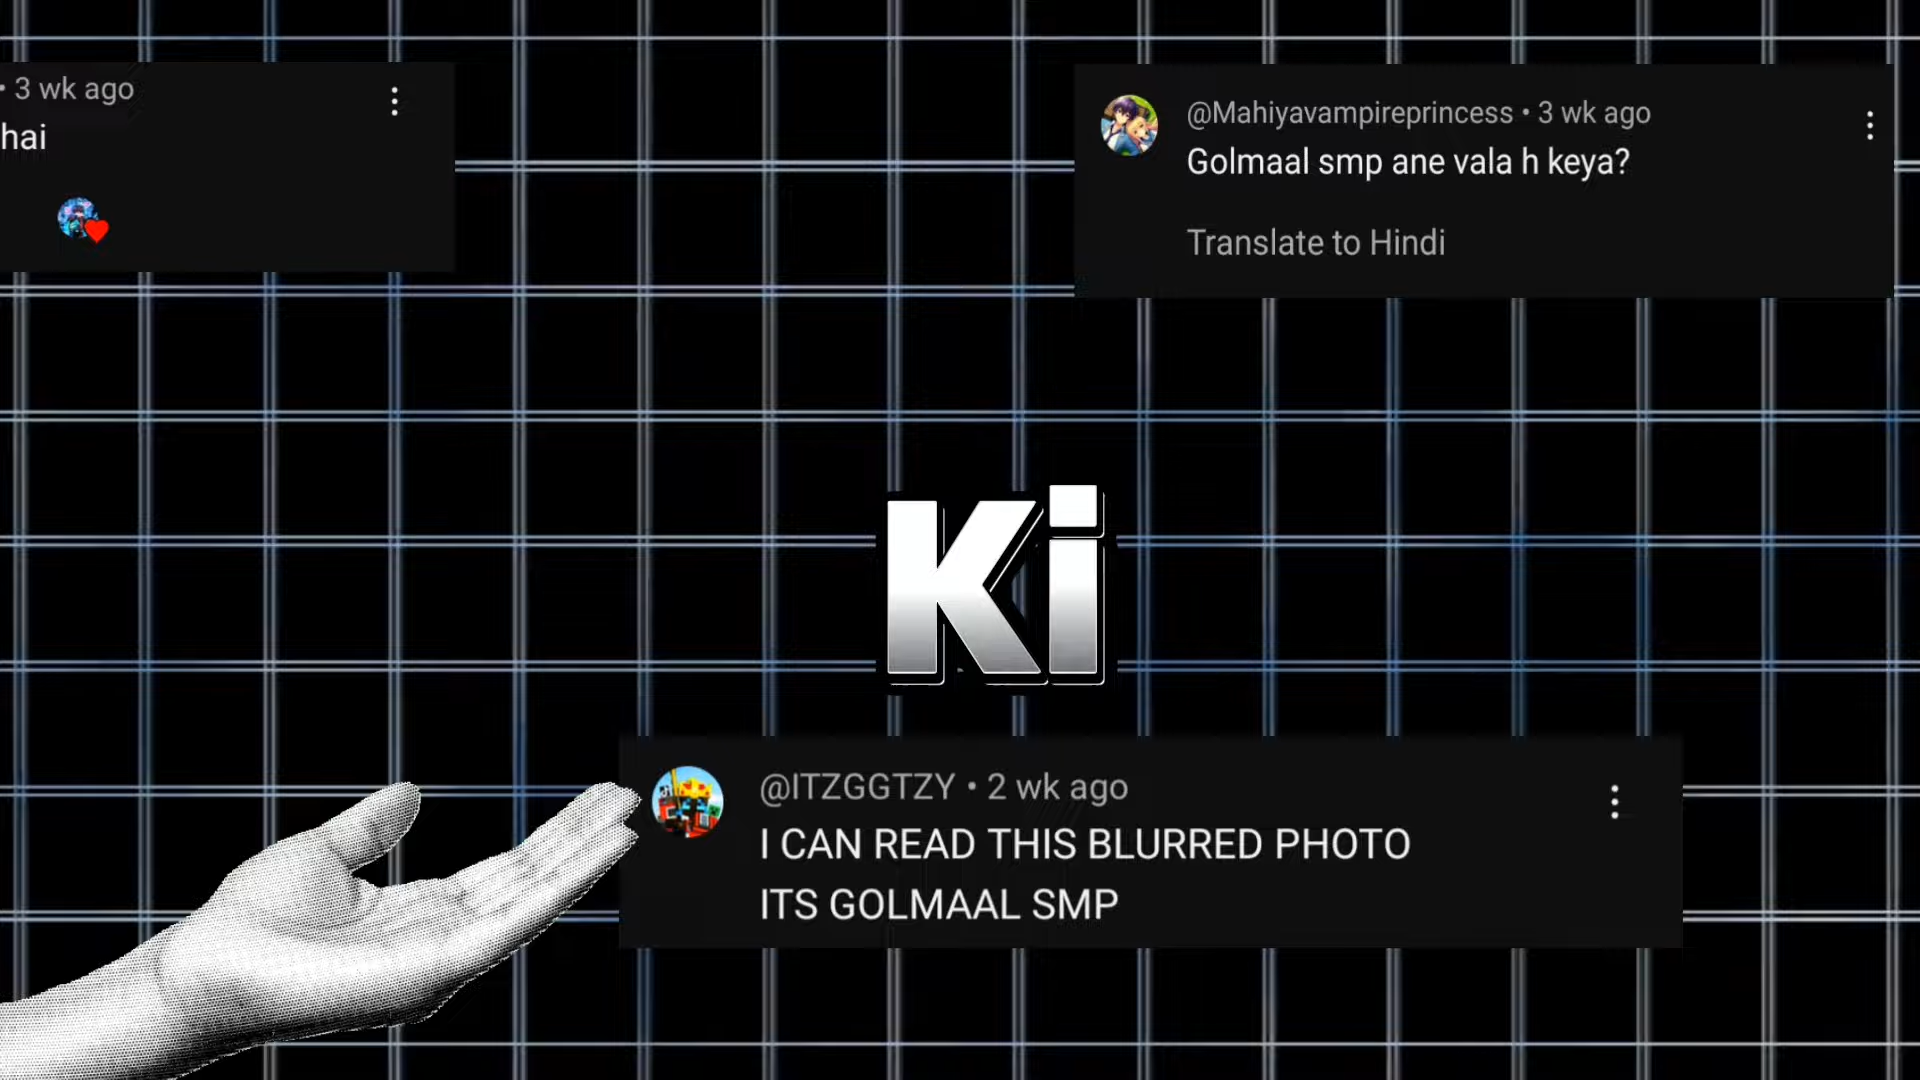 • 3 wk ago
hai
@Mahiyavampireprincess • 3 wk ago
Golmaal smp ane vala h keya?
Translate to Hindi
Ki
@ITZGGTZY • 2 wk ago
I CAN READ THIS BLURRED PHOTO
ITS GOLMAAL SMP